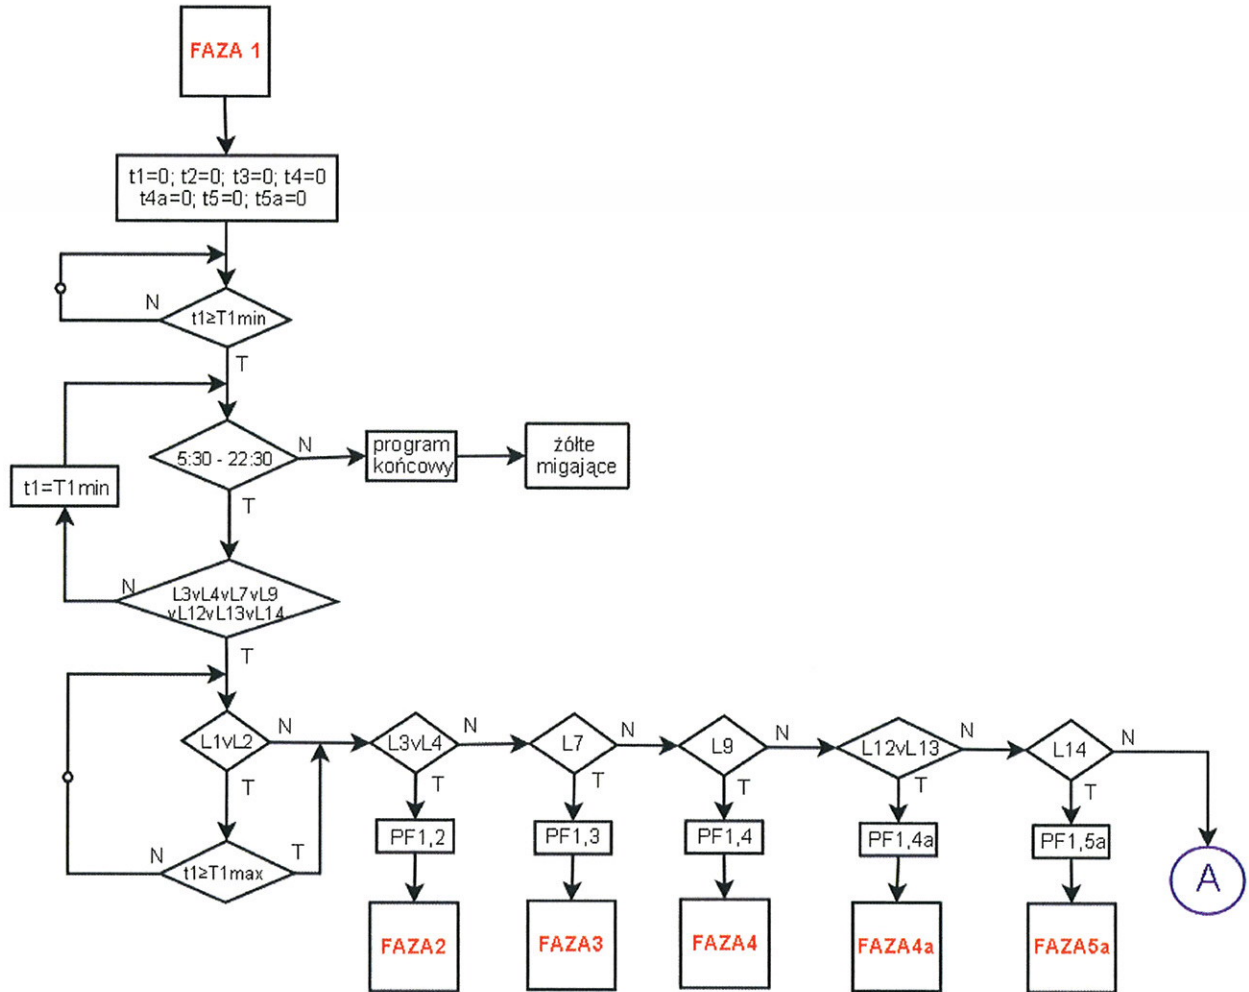 FAZA 1
t1=0; t2=0; t3=0; t4=0
t4a=0; t5=0; t5a=0
N
t1≥T1min
T
5:30 - 22:30
N
program
końcowy
żółte
migające
t1=T1min
T
N
L3vL4vL7vL9
vL12vL13vL14
T
L1vL2
N
L3vL4
N
L7
N
L9
N
L12vL13
N
L14
N
T
T
T
T
T
T
PF1,2
PF1,3
PF1,4
PF1,4a
PF1,5a
N
t1≥T1max
T
A
FAZA2
FAZA3
FAZA4
FAZA4a
FAZA5a